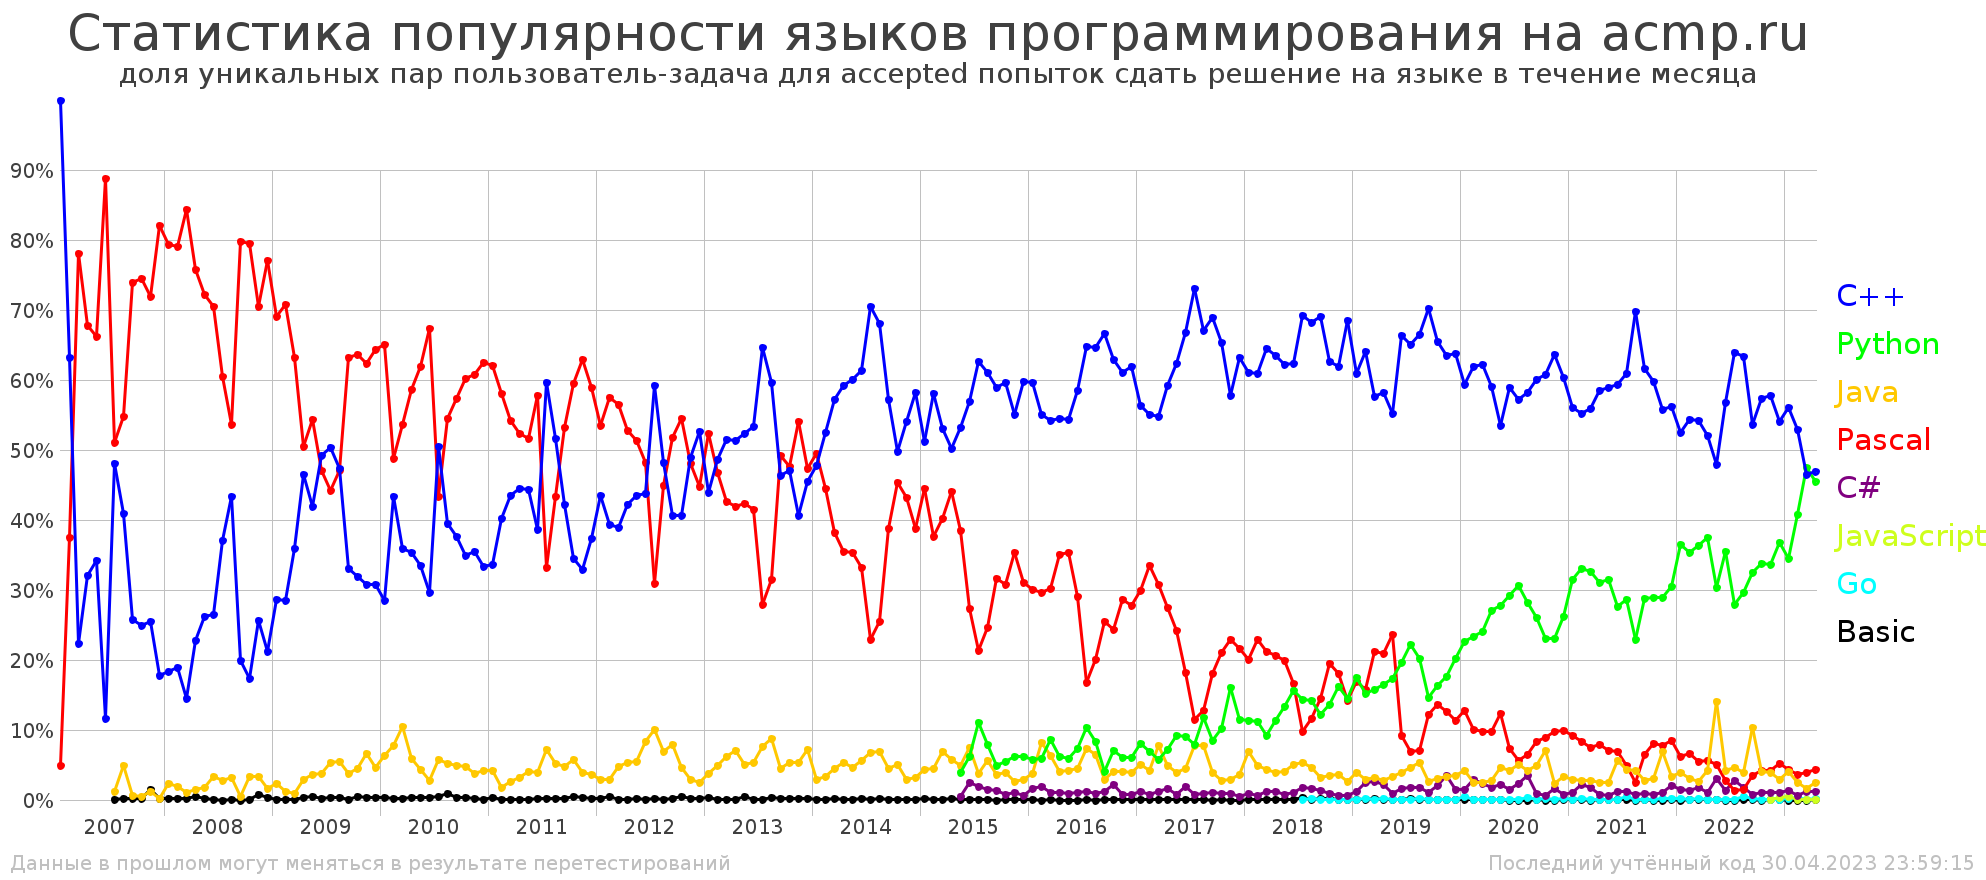 Статистика популярности языков программирования на acmp.ru
доля уникальных пар пользователь-задача для accepted попыток сдать решение на языке в течение месяца
90%
80%
70%
60%
50%
40%
30%
20%
10%
0%
2007 2008 2009 2010 2011 2012 2013 2014 2015 2016 2017 2018 2019 2020 2021 2022
C++
Python
Java
Pascal
C#
JavaScript
Go
Basic
Данные в прошлом могут меняться в результате перетестирований
Последний учтённый код 30.04.2023 23:59:15